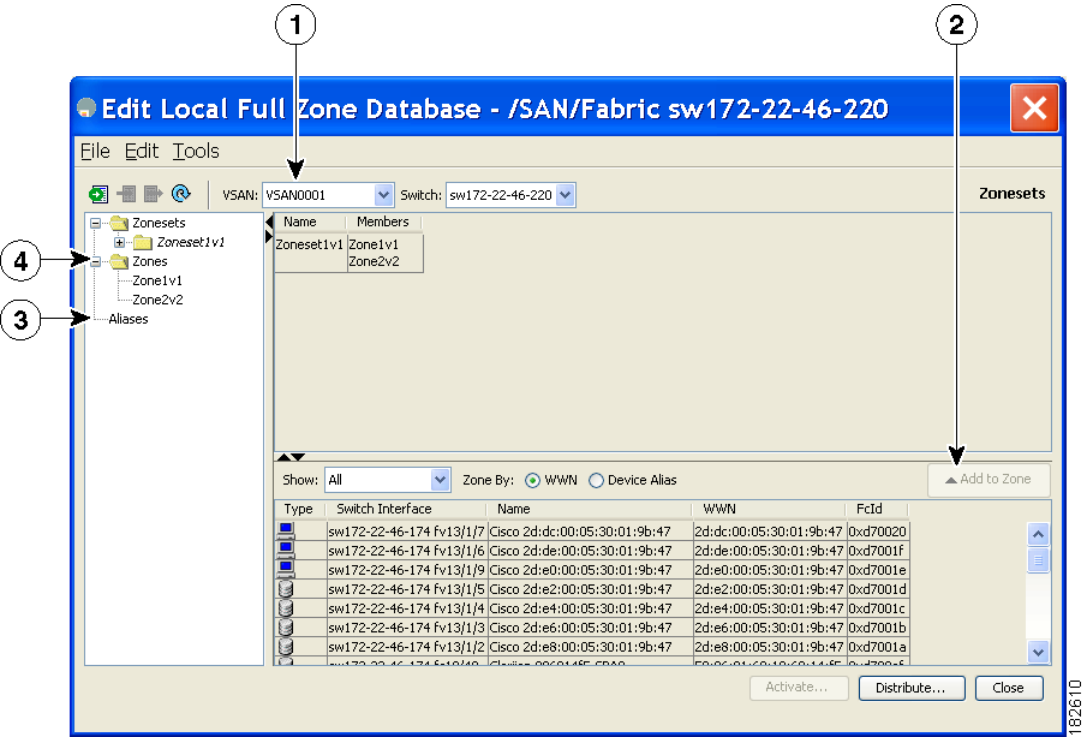 1
2
Edit Local Full Zone Database - /SAN/Fabric sw172-22-46-220
File Edit Tools
VSAN: VSAN0001 Switch: sw172-22-46-220 Zonesets
Zonesets
Zoneset1v1
4
Zones
Zone1v1
Zone2v2
3
Aliases
Name Members
Zoneset1v1 Zone1v1
Zone2v2
Show: All Zone By: WWN Device Alias Add to Zone
Type Switch Interface Name WWN FcId
sw172-22-46-174 fv13/1/7 Cisco 2d:dc:00:05:30:01:9b:47 2d:dc:00:05:30:01:9b:47 0xd70020
sw172-22-46-174 fv13/1/6 Cisco 2d:de:00:05:30:01:9b:47 2d:de:00:05:30:01:9b:47 0xd7001f
sw172-22-46-174 fv13/1/9 Cisco 2d:e0:00:05:30:01:9b:47 2d:e0:00:05:30:01:9b:47 0xd7001e
sw172-22-46-174 fv13/1/5 Cisco 2d:e2:00:05:30:01:9b:47 2d:e2:00:05:30:01:9b:47 0xd7001d
sw172-22-46-174 fv13/1/4 Cisco 2d:e4:00:05:30:01:9b:47 2d:e4:00:05:30:01:9b:47 0xd7001c
sw172-22-46-174 fv13/1/3 Cisco 2d:e6:00:05:30:01:9b:47 2d:e6:00:05:30:01:9b:47 0xd7001b
sw172-22-46-174 fv13/1/2 Cisco 2d:e8:00:05:30:01:9b:47 2d:e8:00:05:30:01:9b:47 0xd7001a
Activate... Distribute... Close
182610